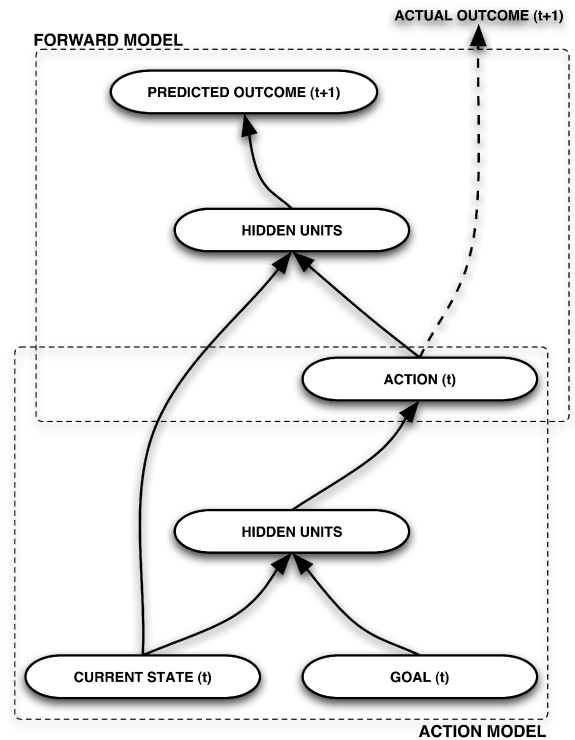 ACTUAL OUTCOME (t+1)
FORWARD MODEL
PREDICTED OUTCOME (t+1)
HIDDEN UNITS
ACTION (t)
HIDDEN UNITS
CURRENT STATE (t)
GOAL (t)
ACTION MODEL